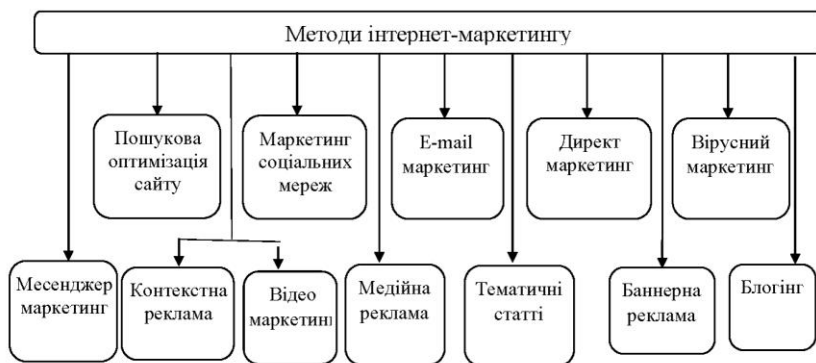 Методи інтернет-маркетингу
Пошукова
оптимізація
сайту
Маркетинг
соціальних
мереж
E-mail
маркетинг
Директ
маркетинг
Вірусний
маркетинг
Месенджер
маркетинг
Контекстна
реклама
Відео
маркетинг
Медійна
реклама
Тематичні
статті
Баннерна
реклама
Блогінг